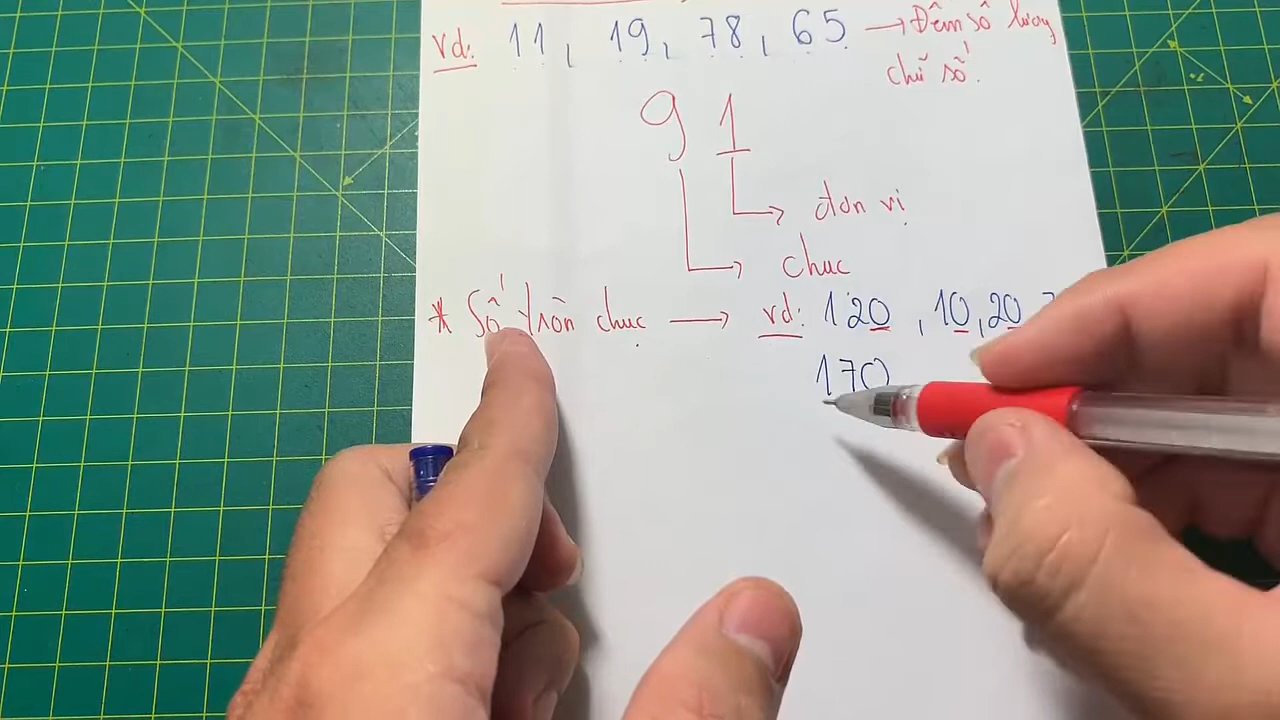 vd: 11, 19, 78, 65 → Đếm số lượng
chữ số.
91
→ đơn vị
→ chục
* Số tròn chục → vd: 120, 10, 20
170